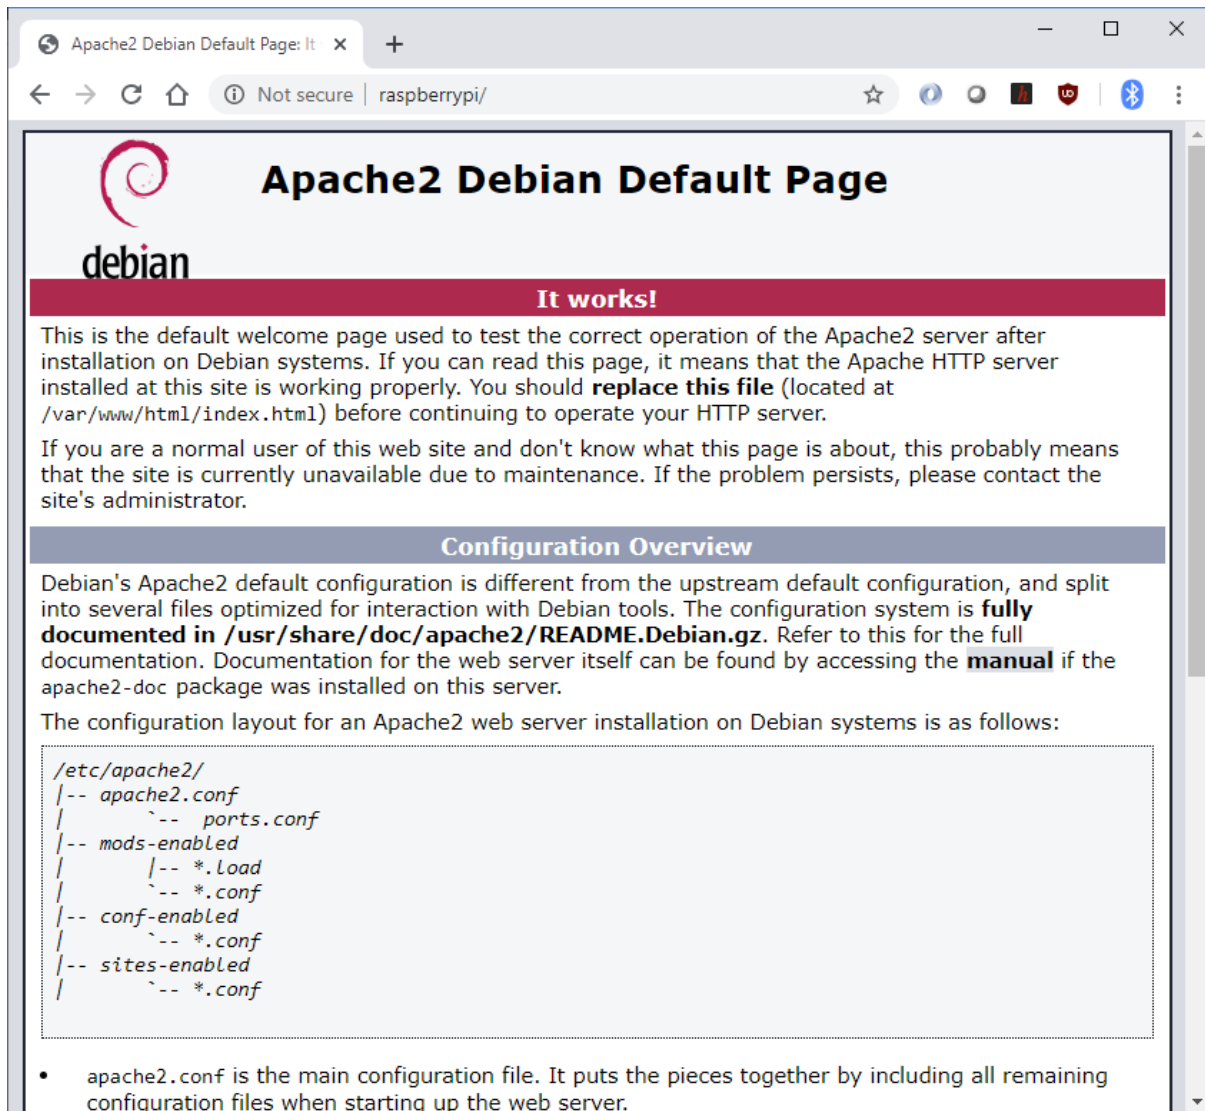 Apache2 Debian Default Page: It
Not secure | raspberrypi/
debian
Apache2 Debian Default Page
It works!
This is the default welcome page used to test the correct operation of the Apache2 server after
installation on Debian systems. If you can read this page, it means that the Apache HTTP server
installed at this site is working properly. You should replace this file (located at
/var/www/html/index.html) before continuing to operate your HTTP server.
If you are a normal user of this web site and don't know what this page is about, this probably means
that the site is currently unavailable due to maintenance. If the problem persists, please contact the
site's administrator.
Configuration Overview
Debian's Apache2 default configuration is different from the upstream default configuration, and split
into several files optimized for interaction with Debian tools. The configuration system is fully
documented in /usr/share/doc/apache2/README.Debian.gz. Refer to this for the full
documentation. Documentation for the web server itself can be found by accessing the manual if the
apache2-doc package was installed on this server.
The configuration layout for an Apache2 web server installation on Debian systems is as follows:
/etc/apache2/
|-- apache2.conf
|       `--  ports.conf
|-- mods-enabled
|       |-- *.load
|       `-- *.conf
|-- conf-enabled
|       `-- *.conf
|-- sites-enabled
|       `-- *.conf
• apache2.conf is the main configuration file. It puts the pieces together by including all remaining
configuration files when starting up the web server.